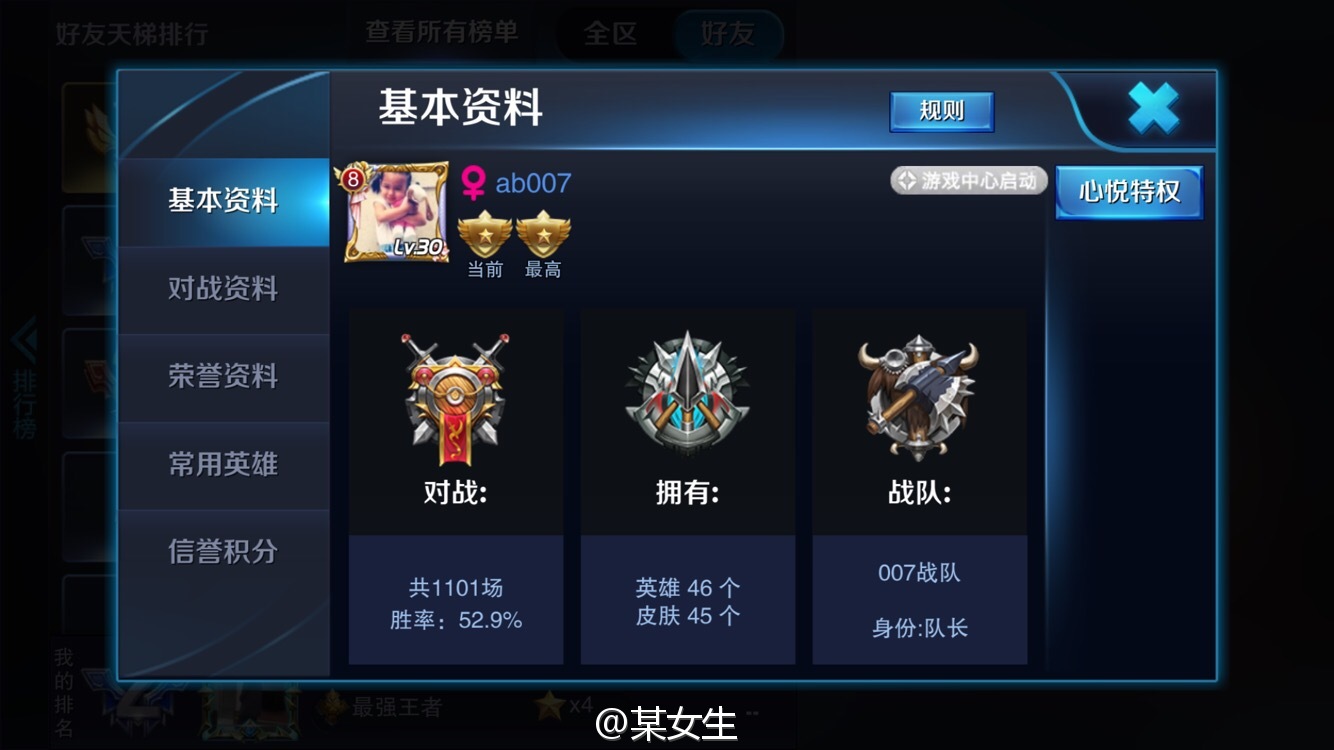 好友天梯排行
查看所有榜单
全区
好友
基本资料
规则
基本资料
对战资料
荣誉资料
常用英雄
信誉积分
8
Lv.30
ab007
当前
最高
游戏中心启动
心悦特权
对战:
共1101场
胜率：52.9%
拥有:
英雄 46 个
皮肤 45 个
战队:
007战队
身份:队长
排行榜
我的排名
2
最强王者
x4
--
@某女生